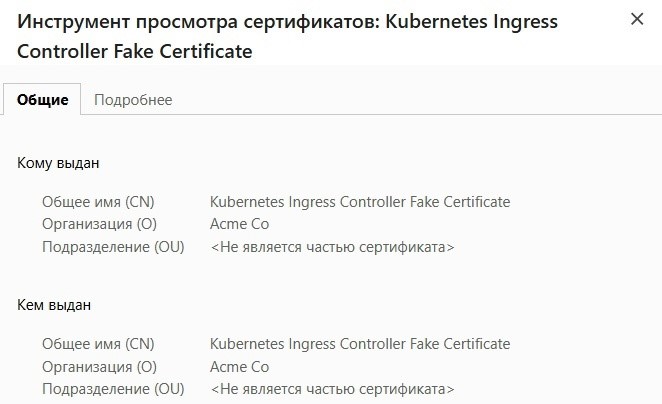 Инструмент просмотра сертификатов: Kubernetes Ingress
Controller Fake Certificate
Общие Подробнее
Кому выдан
Общее имя (CN) Kubernetes Ingress Controller Fake Certificate
Организация (O) Acme Co
Подразделение (OU) <Не является частью сертификата>
Кем выдан
Общее имя (CN) Kubernetes Ingress Controller Fake Certificate
Организация (O) Acme Co
Подразделение (OU) <Не является частью сертификата>